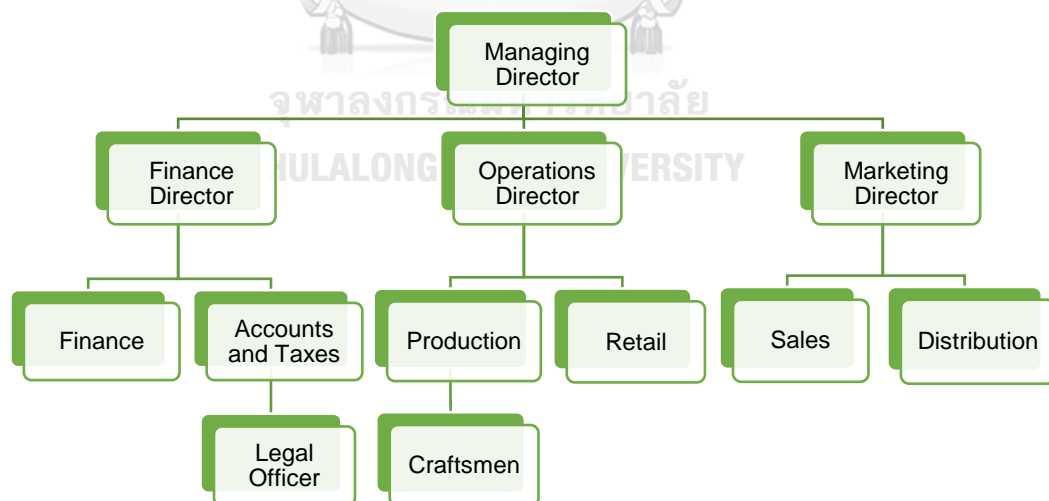 Managing
Director
จุฬาลงกรณ์มหาวิทยาลัย
Finance
Director
Operations
Director
Marketing
Director
Finance
Accounts
and Taxes
Production
Retail
Sales
Distribution
Legal
Officer
Craftsmen